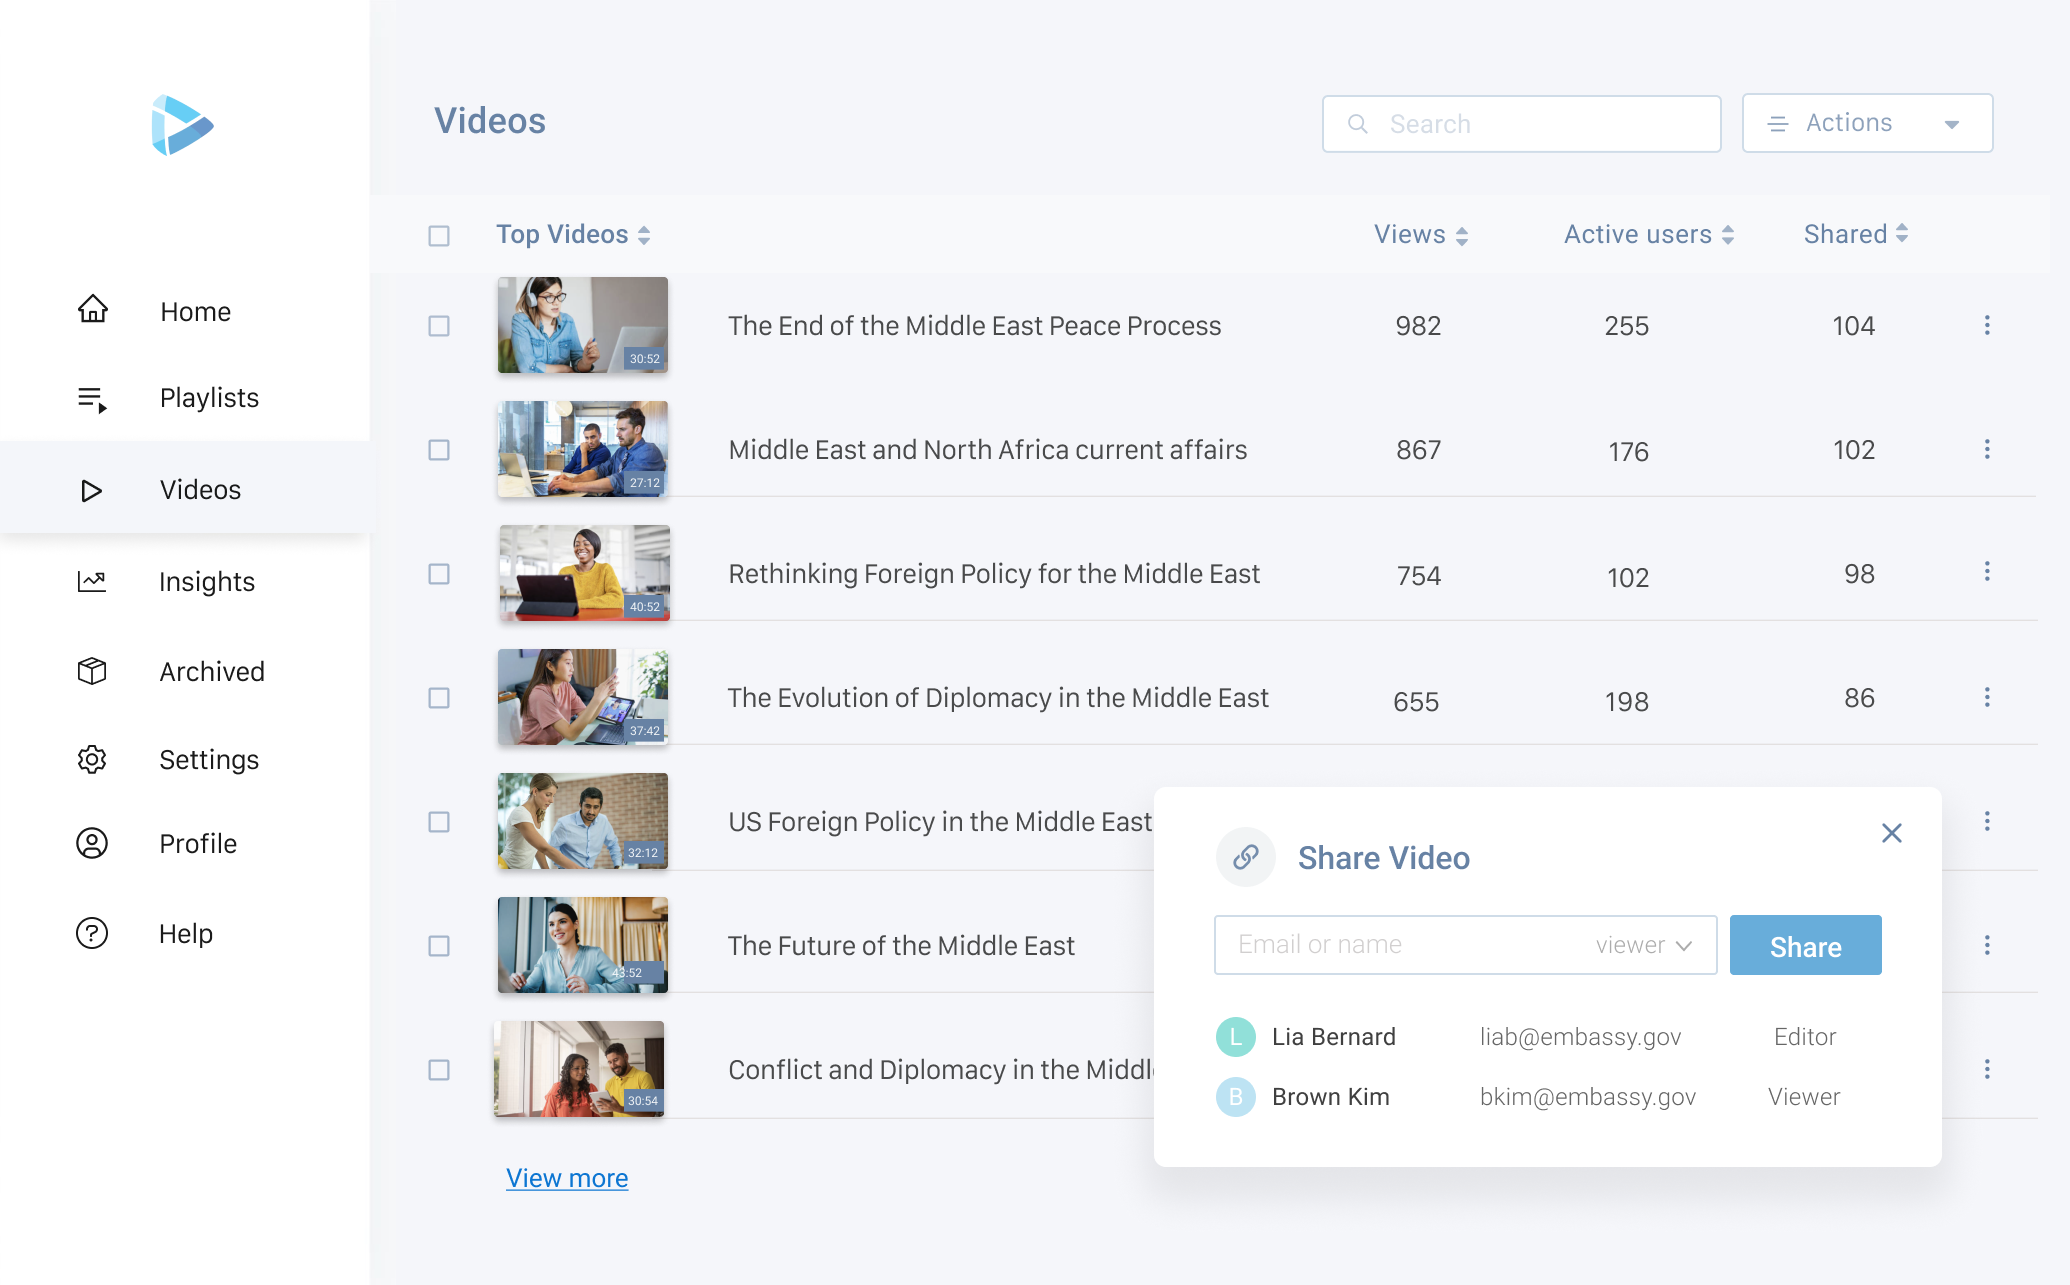 Videos
Search
Actions
Top Videos Views Active users Shared
Home
30:52
The End of the Middle East Peace Process 982 255 104
Playlists
27:12
Middle East and North Africa current affairs 867 176 102
Videos
40:52
Rethinking Foreign Policy for the Middle East 754 102 98
Insights
Archived
37:42
The Evolution of Diplomacy in the Middle East 655 198 86
Settings
32:12
US Foreign Policy in the Middle East
Profile
43:52
The Future of the Middle East
Help
30:54
Conflict and Diplomacy in the
View more
Share Video
Email or name viewer Share
L Lia Bernard liab@embassy.gov Editor
B Brown Kim bkim@embassy.gov Viewer